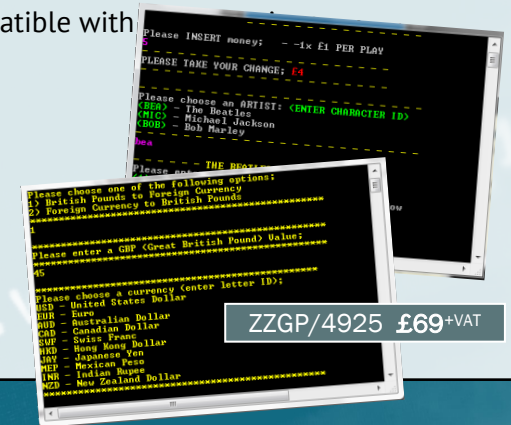 atible with
Please INSERT money; - -1x £1 PER PLAY
5
PLEASE TAKE YOUR CHANGE; £4
Please choose an ARTIST: <ENTER CHARACTER ID>
<BEA> - The Beatles
<MIC> - Michael Jackson
<BOB> - Bob Marley
bea
THE
Please
ow
Please choose one of the following options;
1) British Pounds to Foreign Currency
2) Foreign Currency to British Pounds
**********************************************
1
**********************************************
Please enter a GBP <Great British Pound> Value;
**********************************************
45
**********************************************
Please choose a currency (enter letter ID);
USD - United States Dollar
EUR - Euro
AUD - Australian Dollar
CAD - Canadian Dollar
SWF - Swiss Franc
HKD - Hong Kong Dollar
JAY - Japanese Yen
MEP - Mexican Peso
INR - Indian Rupee
NZD - New Zealand Dollar
**********************************************
ZZGP/4925 £69+VAT